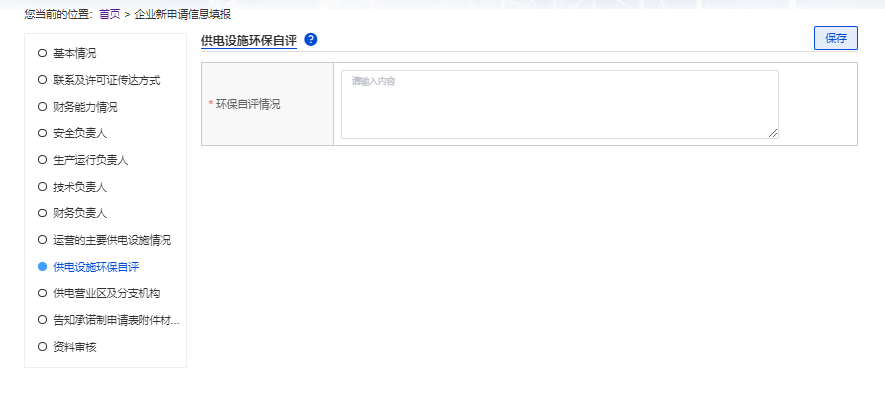 您当前的位置：首页 > 企业新申请信息填报
基本情况
联系及许可证传达方式
财务能力情况
安全负责人
生产运行负责人
技术负责人
财务负责人
运营的主要供电设施情况
供电设施环保自评
供电营业区及分支机构
告知承诺制申请表附件材...
资料审核
供电设施环保自评 ?
保存
* 环保自评情况
请输入内容